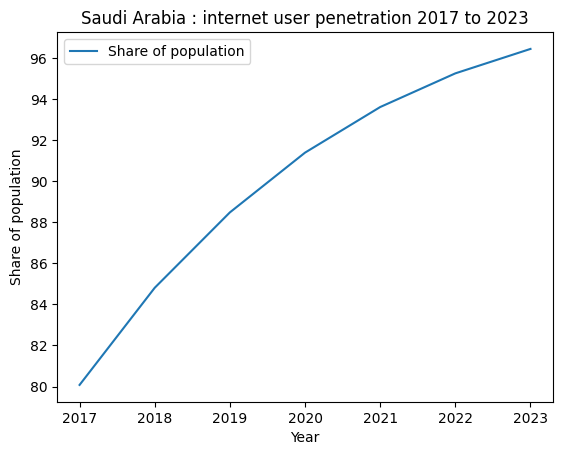 Saudi Arabia : internet user penetration 2017 to 2023
Share of population
Share of population
96
94
92
90
88
86
84
82
80
2017 2018 2019 2020 2021 2022 2023
Year